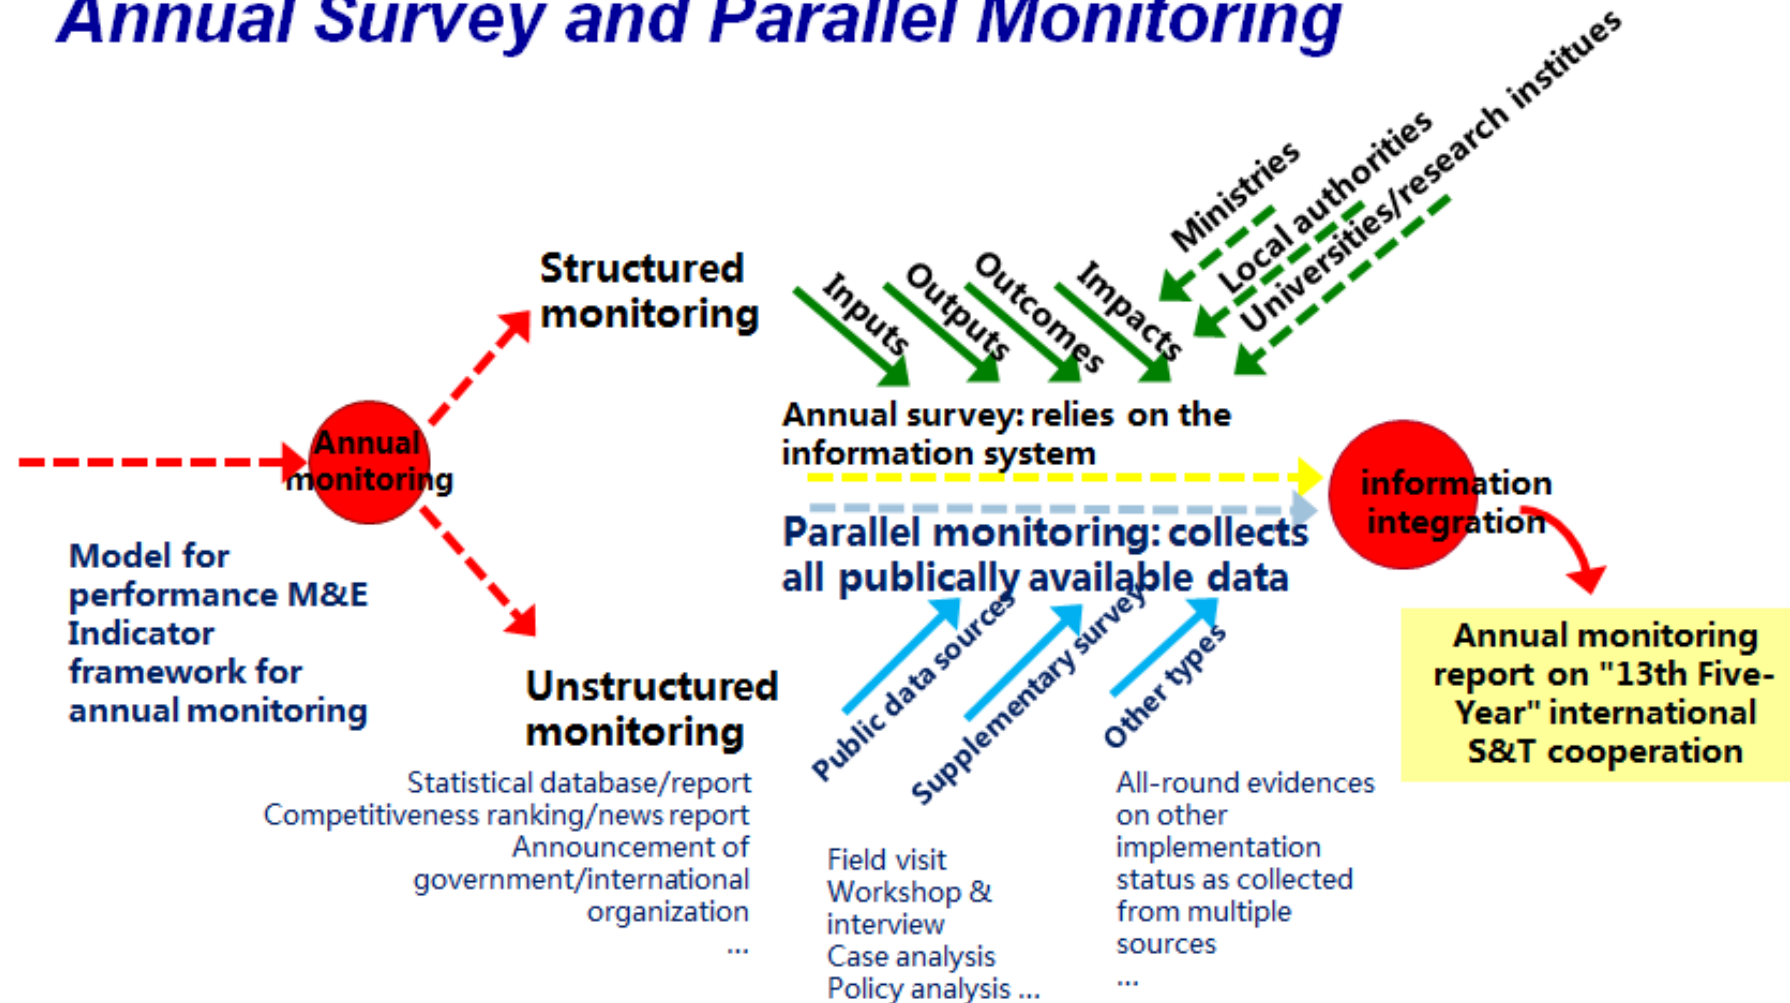 Annual Survey and Parallel Monitoring
Ministries
Local authorities
Universities/research institues
Structured
monitoring
Inputs
Outputs
Outcomes
Impacts
Annual
monitoring
Annual survey: relies on the
information system
information
integration
Parallel monitoring: collects
all publically available data
Model for
performance M&E
Indicator
framework for
annual monitoring
Public data sources
Supplementary survey
Other types
Annual monitoring
report on "13th Five-
Year" international
S&T cooperation
Unstructured
monitoring
Statistical database/report
Competitiveness ranking/news report
Announcement of
government/international
organization
...
Field visit
Workshop &
interview
Case analysis
Policy analysis ...
All-round evidences
on other
implementation
status as collected
from multiple
sources
...